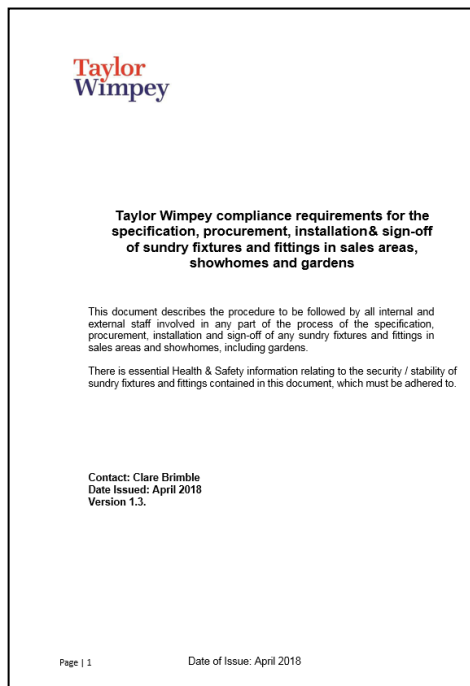 Taylor
Wimpey
Taylor Wimpey compliance requirements for the
specification, procurement, installation& sign-off
of sundry fixtures and fittings in sales areas,
showhomes and gardens
This document describes the procedure to be followed by all internal and
external staff involved in any part of the process of the specification,
procurement, installation and sign-off of any sundry fixtures and fittings in
sales areas and showhomes, including gardens.
There is essential Health & Safety information relating to the security / stability of
sundry fixtures and fittings contained in this document, which must be adhered to.
Contact: Clare Brimble
Date Issued: April 2018
Version 1.3.
Page | 1 Date of Issue: April 2018